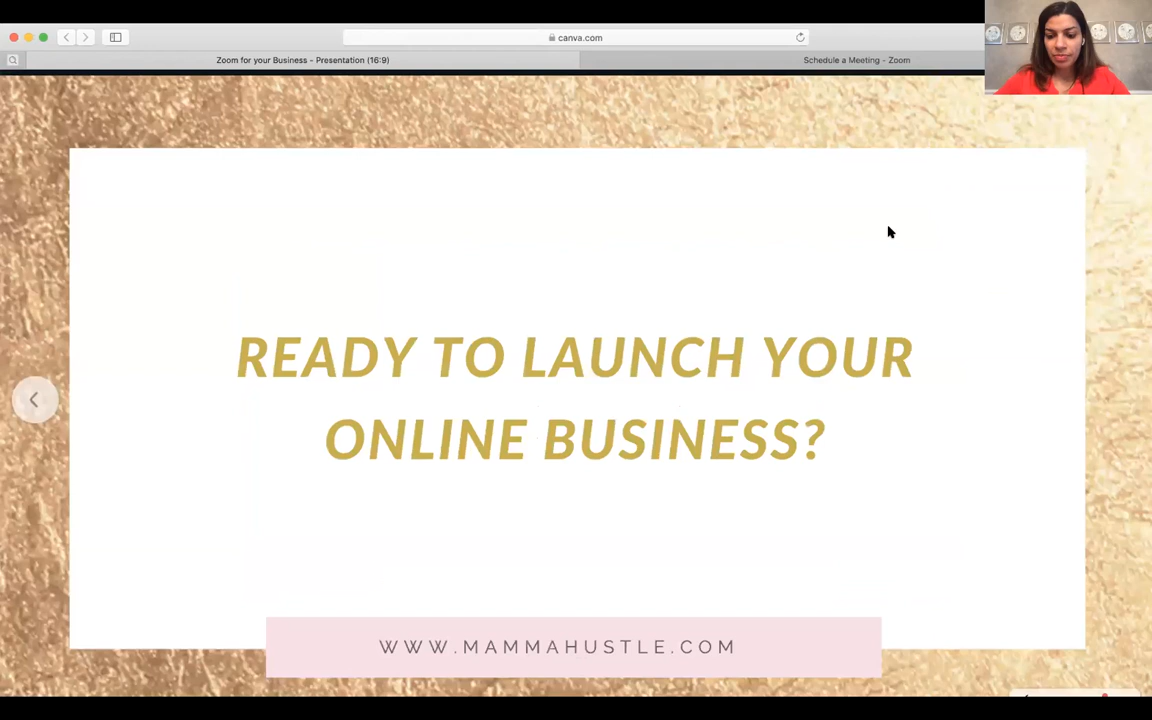 canva.com
Zoom for your Business - Presentation (16:9)
Schedule a Meeting - Zoom
READY TO LAUNCH YOUR
ONLINE BUSINESS?
WWW.MAMMAHUSTLE.COM